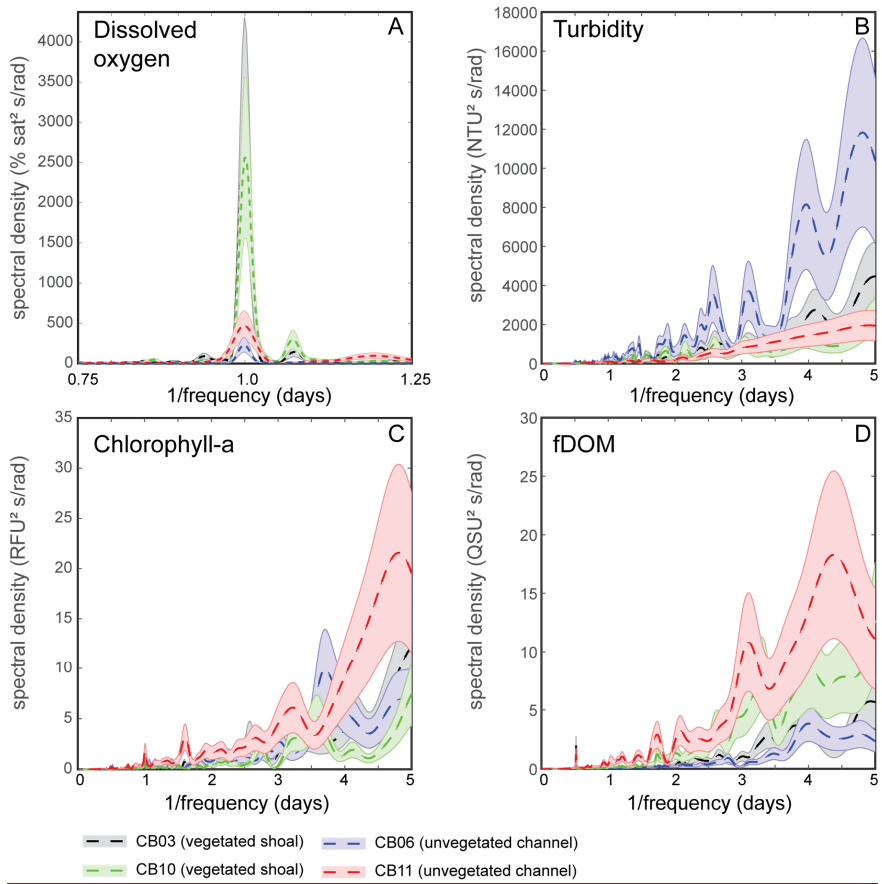 Dissolved
oxygen
A
spectral density (% sat² s/rad)
4000
3500
3000
2500
2000
1500
1000
500
0
0.75
1.0
1.25
1/frequency (days)
Turbidity
B
spectral density (NTU² s/rad)
18000
16000
14000
12000
10000
8000
6000
4000
2000
0
0
1
2
3
4
5
1/frequency (days)
Chlorophyll-a
C
spectral density (RFU² s/rad)
35
30
25
20
15
10
5
0
0
1
2
3
4
5
1/frequency (days)
fDOM
D
spectral density (QSU² s/rad)
30
25
20
15
10
5
0
0
1
2
3
4
5
1/frequency (days)
CB03 (vegetated shoal)
CB06 (unvegetated channel)
CB10 (vegetated shoal)
CB11 (unvegetated channel)